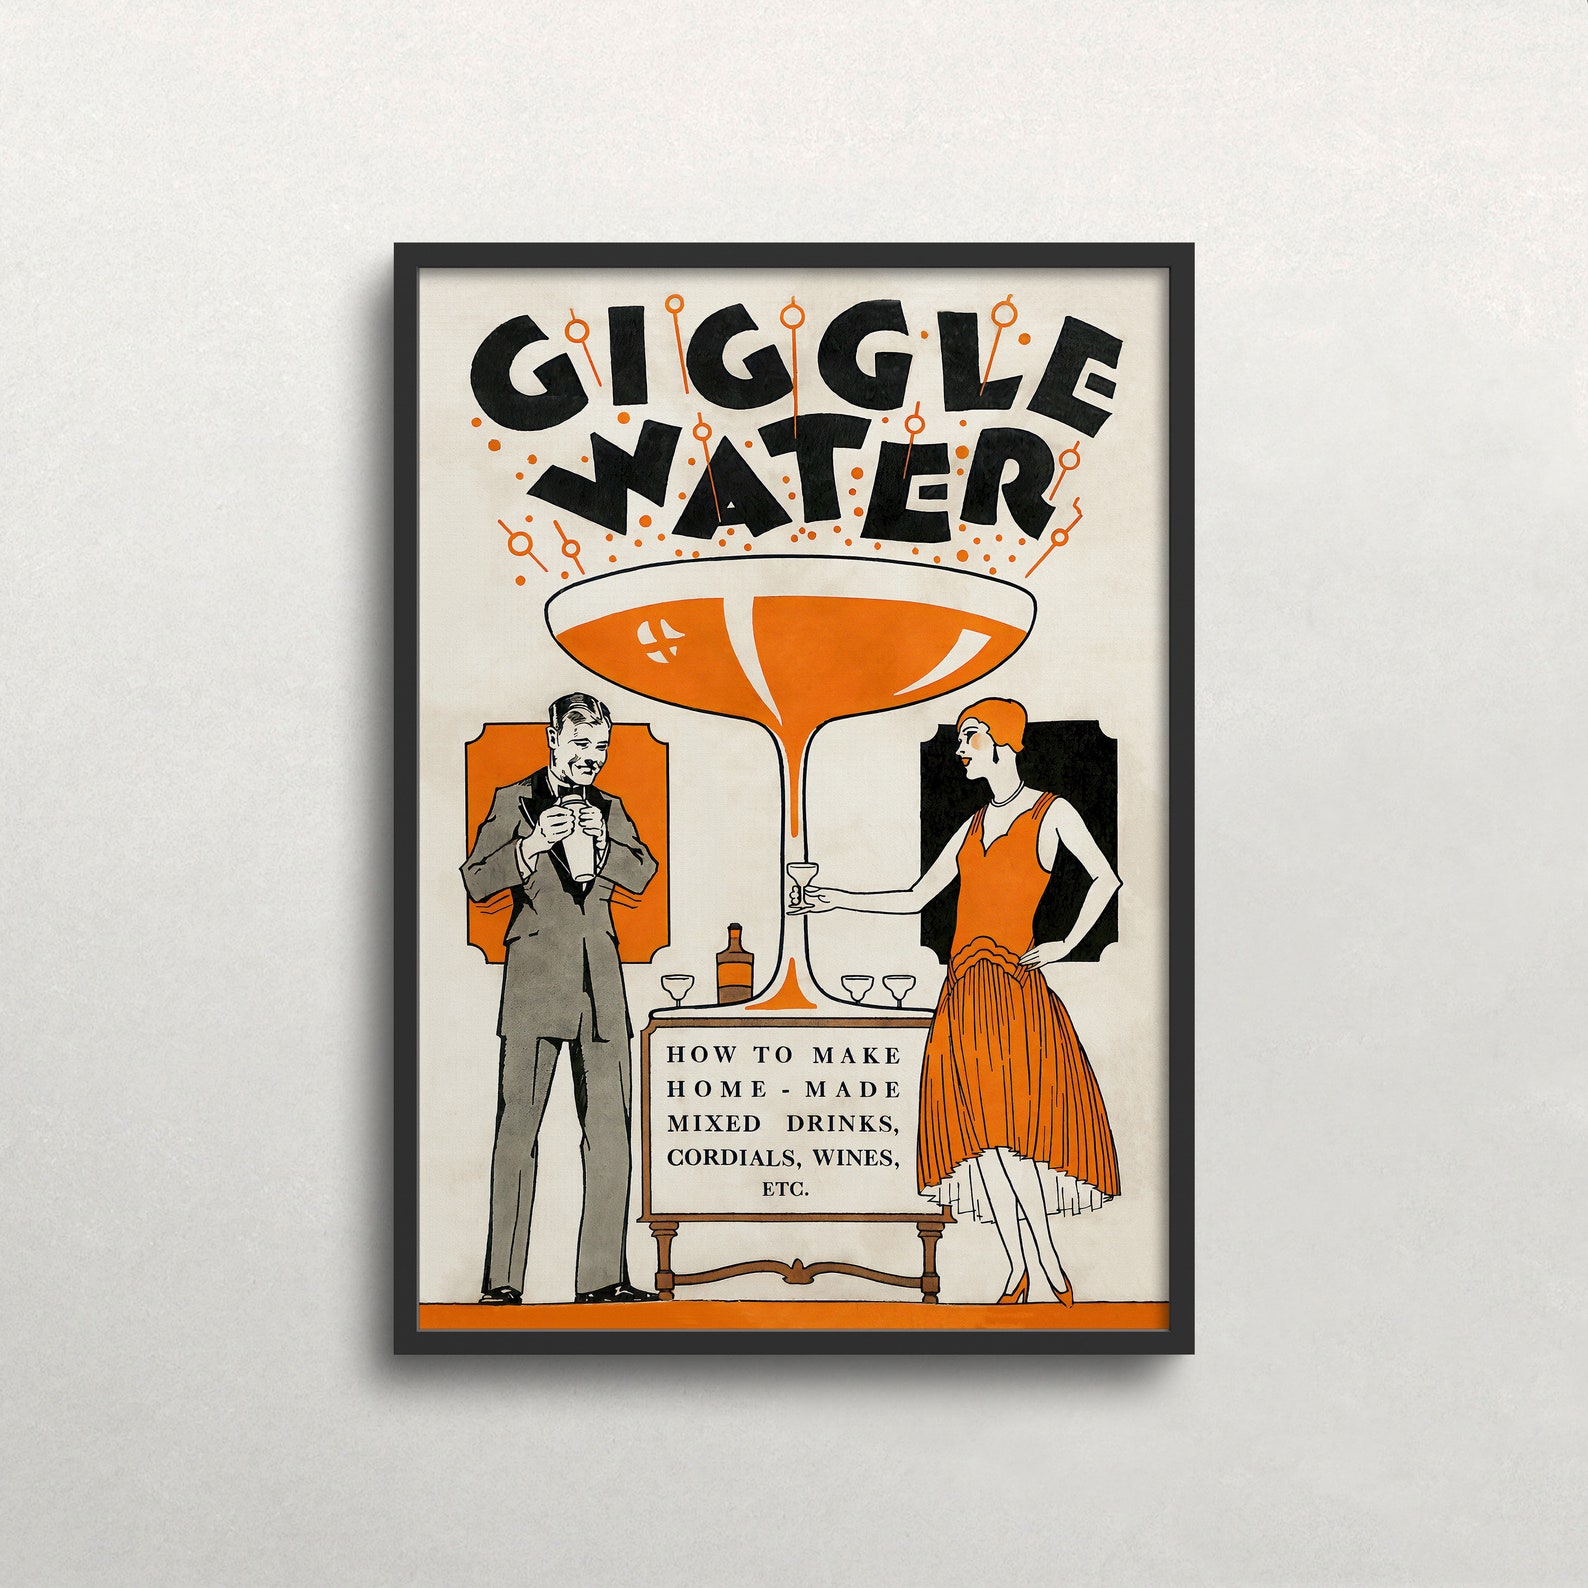 GIGGLE
WATER
HOW TO MAKE
HOME - MADE
MIXED DRINKS,
CORDIALS, WINES,
ETC.